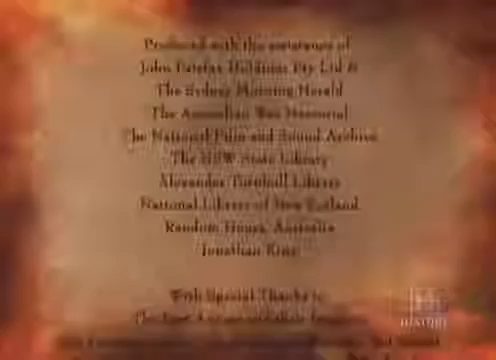 Produced with the assistance of
John Fairfax Holdings Pty Ltd &
The Sydney Morning Herald
The Australian War Memorial
The National Film and Sound Archive
The NSW State Library
Alexander Turnbull Library
National Library of New Zealand
Random House, Australia
Jonathan King
With Special Thanks to
H
HISTORY